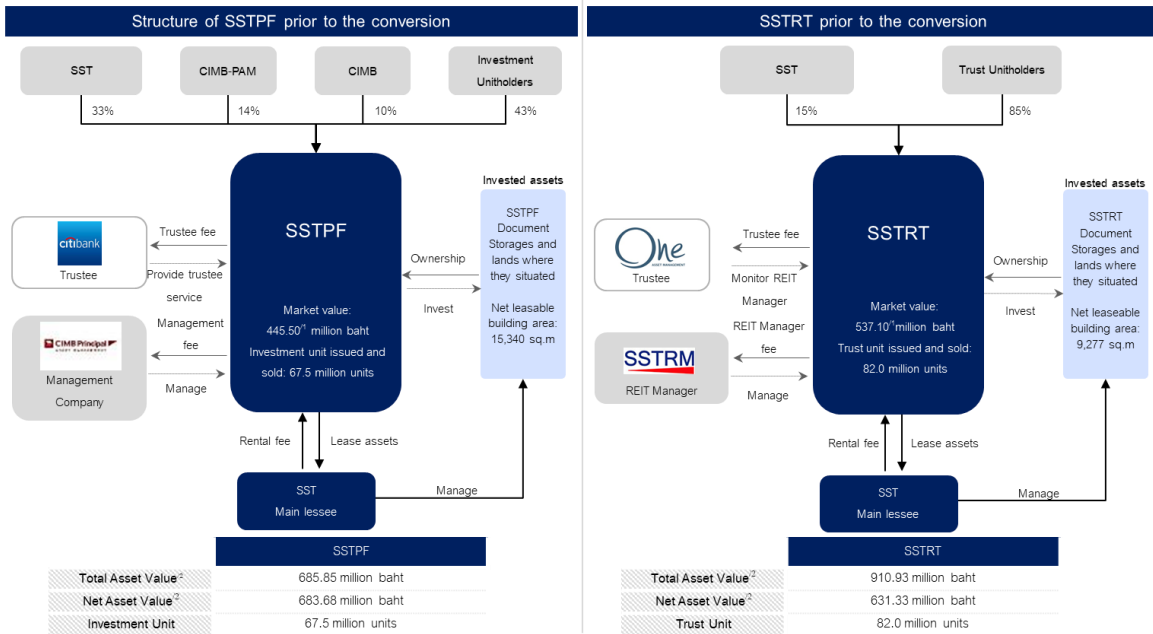 Structure of SSTPF prior to the conversion
SST
CIMB-PAM
CIMB
Investment
Unitholders
33%
14%
10%
43%
SSTPF
Market value:
445.50/1 million baht
Investment unit issued and
sold: 67.5 million units
citibank
Trustee
Trustee fee
Provide trustee
service
CIMB Principal
ASSET MANAGEMENT
Management
Company
Management
fee
Manage
Ownership
Invest
Invested assets
SSTPF
Document
Storages and
lands where
they situated
Net leasable
building area:
15,340 sq.m
Rental fee
Lease assets
SST
Main lessee
Manage
SSTPF
Total Asset Value/2
685.85 million baht
Net Asset Value/2
683.68 million baht
Investment Unit
67.5 million units
SSTRT prior to the conversion
SST
Trust Unitholders
15%
85%
SSTRT
Market value:
537.10/1 million baht
Trust unit issued and sold:
82.0 million units
One
ASSET MANAGEMENT
Trustee
Trustee fee
Monitor REIT
Manager
SSTRM
REIT Manager
REIT Manager
fee
Manage
Ownership
Invest
Invested assets
SSTRT
Document
Storages and
lands where
they situated
Net leaseable
building area:
9,277 sq.m
Rental fee
Lease assets
SST
Main lessee
Manage
SSTRT
Total Asset Value/2
910.93 million baht
Net Asset Value/2
631.33 million baht
Trust Unit
82.0 million units